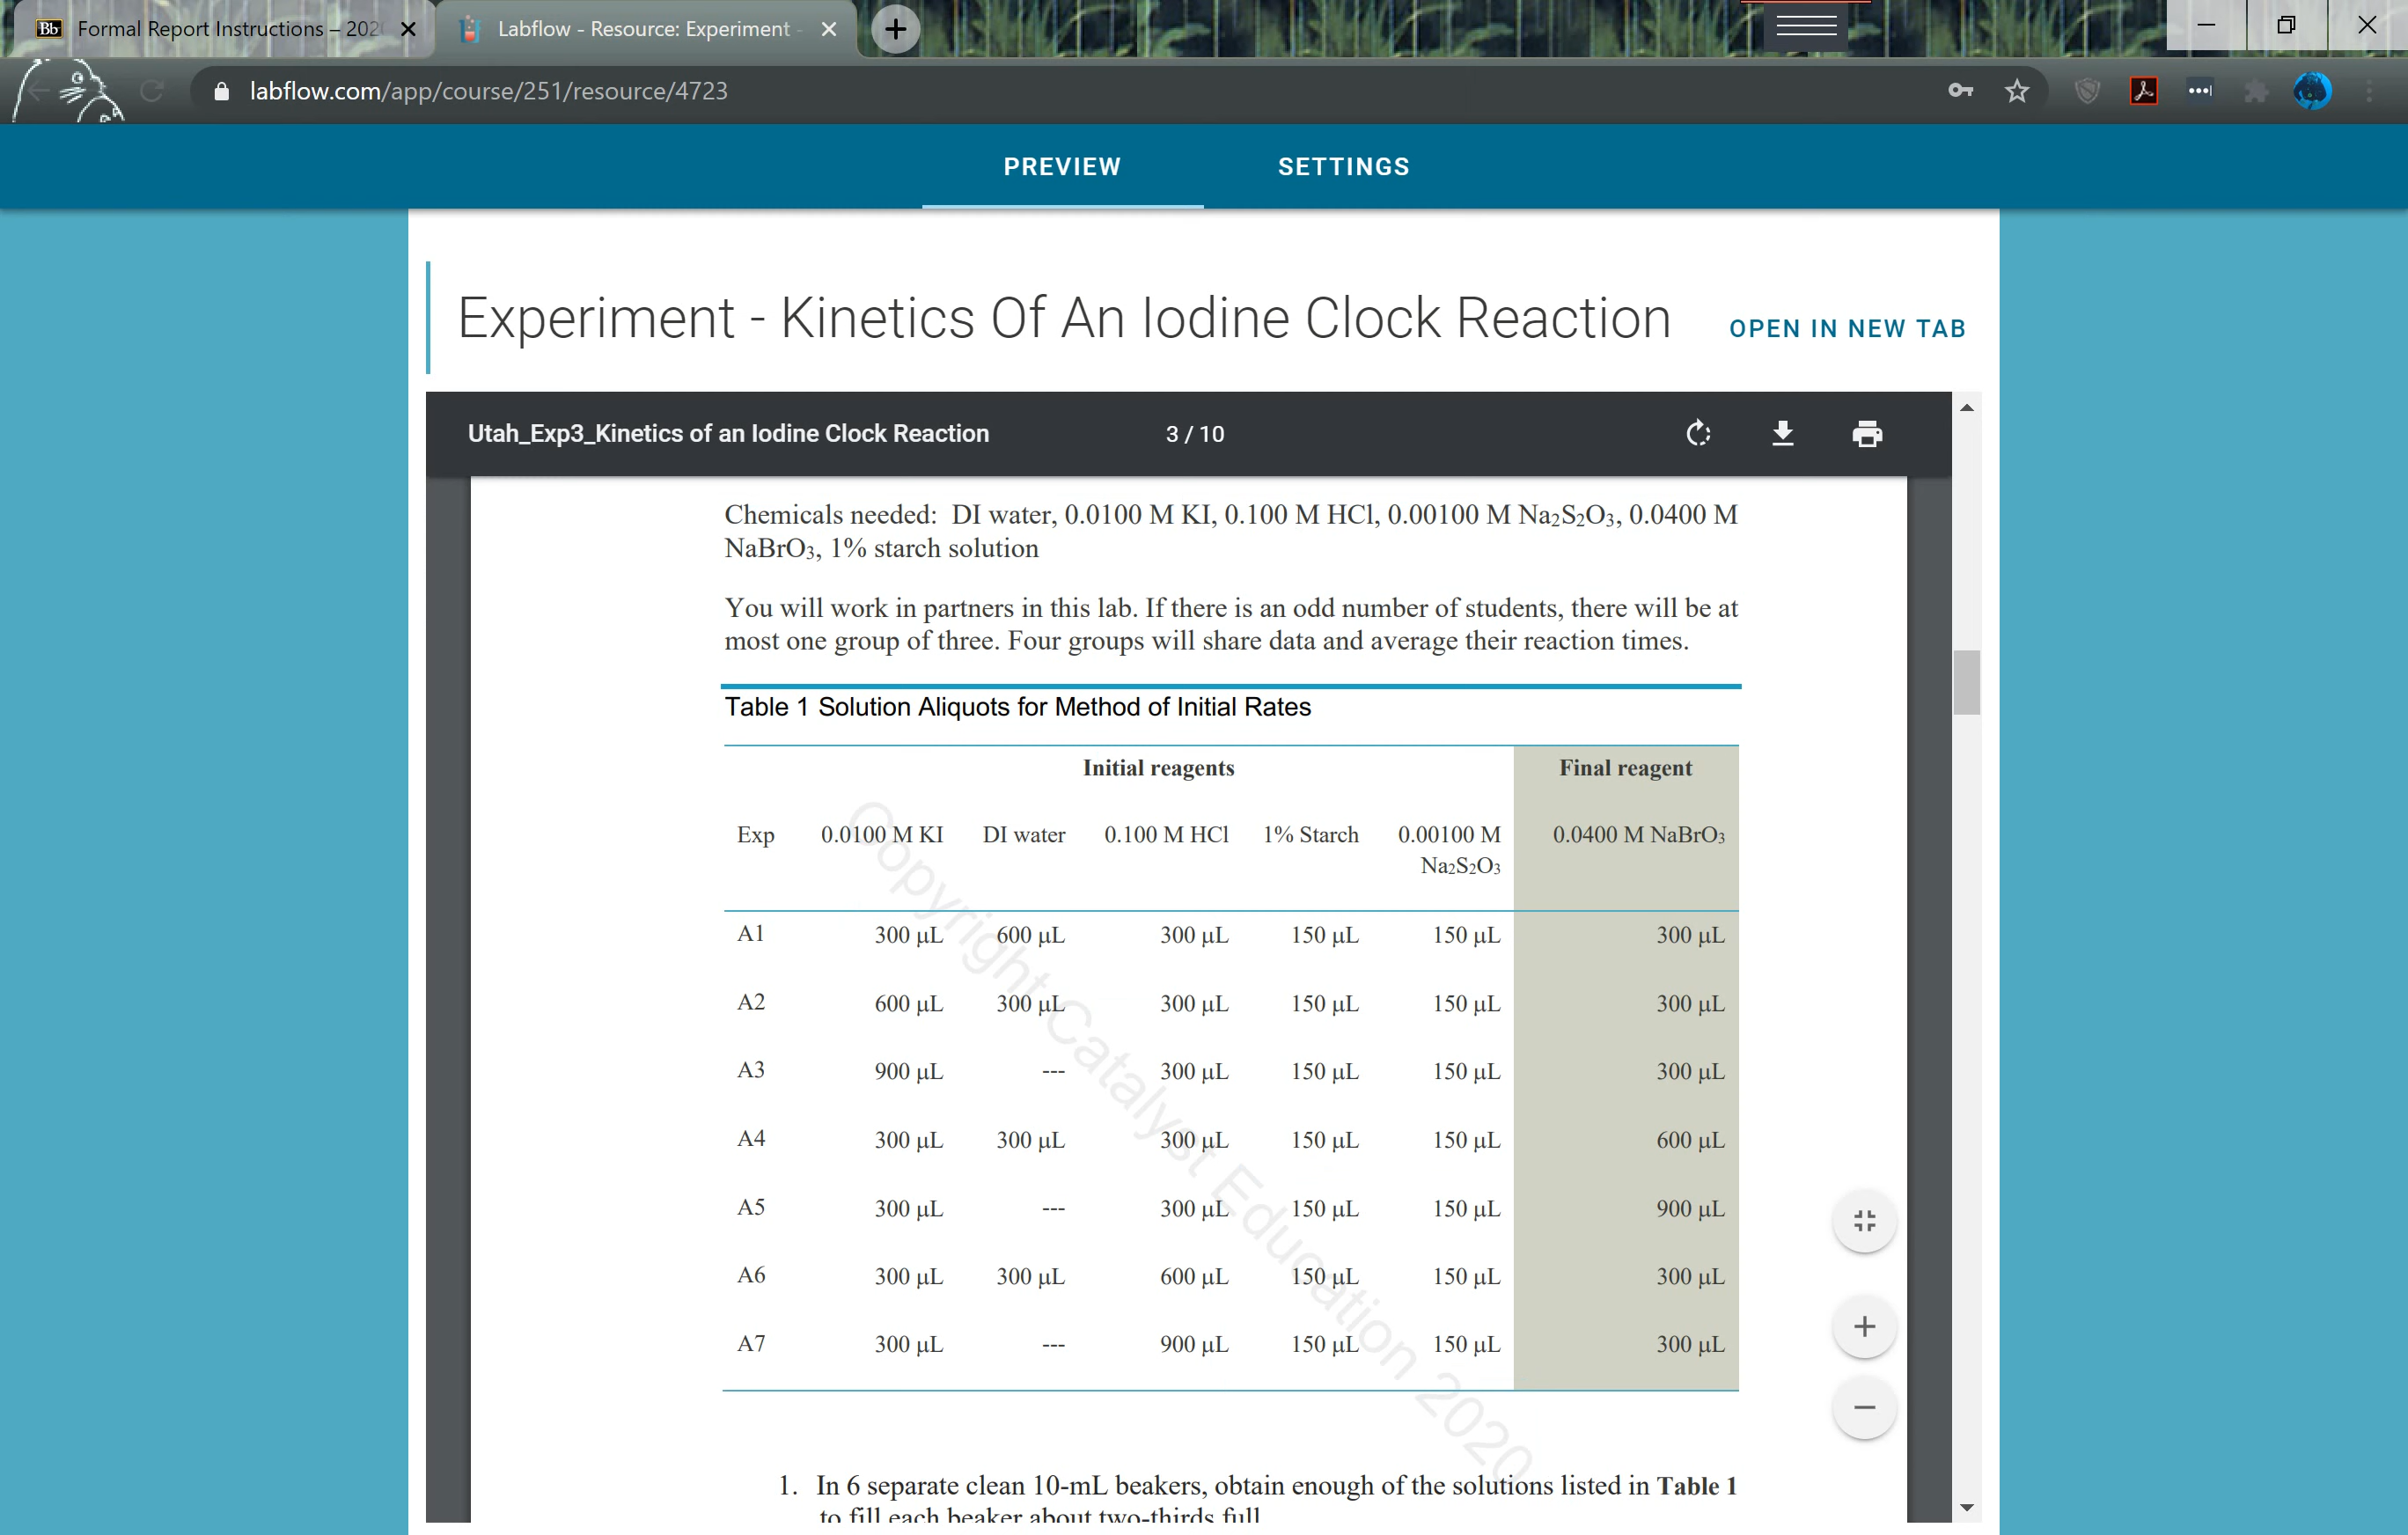 Bb Formal Report Instructions – 202
Labflow - Resource: Experiment -
labflow.com/app/course/251/resource/4723
PREVIEW SETTINGS
Experiment - Kinetics Of An Iodine Clock Reaction OPEN IN NEW TAB
Utah_Exp3_Kinetics of an Iodine Clock Reaction 3 / 10
Chemicals needed: DI water, 0.0100 M KI, 0.100 M HCl, 0.00100 M Na₂S₂O₃, 0.0400 M
NaBrO₃, 1% starch solution
You will work in partners in this lab. If there is an odd number of students, there will be at
most one group of three. Four groups will share data and average their reaction times.
Table 1 Solution Aliquots for Method of Initial Rates
Initial reagents Final reagent
Exp 0.0100 M KI DI water 0.100 M HCl 1% Starch 0.00100 M 0.0400 M NaBrO₃
Na₂S₂O₃
A1 300 µL 600 µL 300 µL 150 µL 150 µL 300 µL
A2 600 µL 300 µL 300 µL 150 µL 150 µL 300 µL
A3 900 µL --- 300 µL 150 µL 150 µL 300 µL
A4 300 µL 300 µL 300 µL 150 µL 150 µL 600 µL
A5 300 µL --- 300 µL 150 µL 150 µL 900 µL
A6 300 µL 300 µL 600 µL 150 µL 150 µL 300 µL
A7 300 µL --- 900 µL 150 µL 150 µL 300 µL
Copyright Catalyst Education 2020
1. In 6 separate clean 10-mL beakers, obtain enough of the solutions listed in Table 1
to fill each beaker about two-thirds full